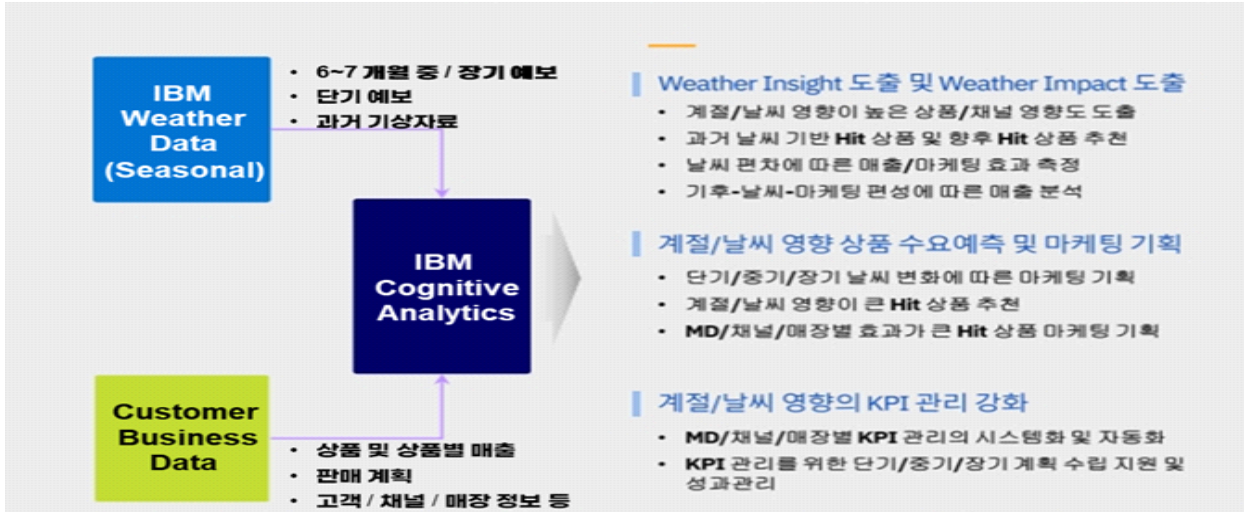 IBM
Weather
Data
(Seasonal)
• 6~7 개월 중 / 장기 예보
• 단기 예보
• 과거 기상자료
IBM
Cognitive
Analytics
Customer
Business
Data
• 상품 및 상품별 매출
• 판매 계획
• 고객 / 채널 / 매장 정보 등
Weather Insight 도출 및 Weather Impact 도출
• 계절/날씨 영향이 높은 상품/채널 영향도 도출
• 과거 날씨 기반 Hit 상품 및 향후 Hit 상품 추천
• 날씨 편차에 따른 매출/마케팅 효과 측정
• 기후-날씨-마케팅 편성에 따른 매출 분석
계절/날씨 영향 상품 수요예측 및 마케팅 기획
• 단기/중기/장기 날씨 변화에 따른 마케팅 기획
• 계절/날씨 영향이 큰 Hit 상품 추천
• MD/채널/매장별 효과가 큰 Hit 상품 마케팅 기획
계절/날씨 영향의 KPI 관리 강화
• MD/채널/매장별 KPI 관리의 시스템화 및 자동화
• KPI 관리를 위한 단기/중기/장기 계획 수립 지원 및
성과관리